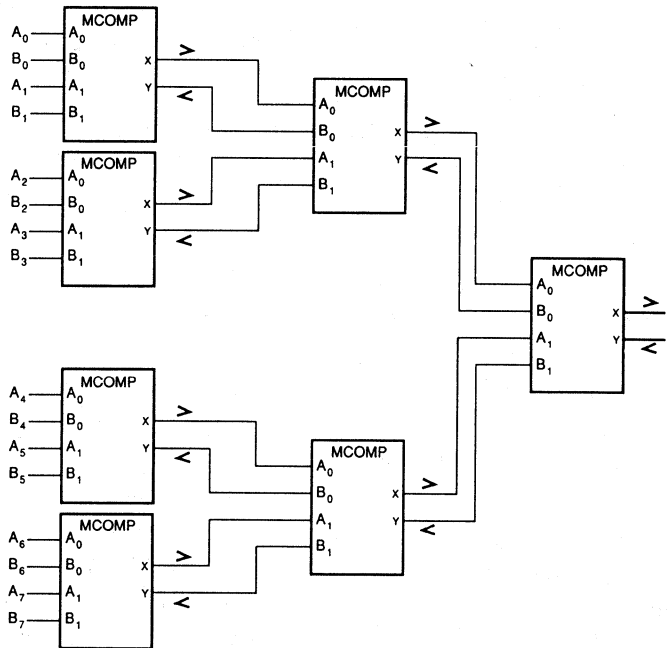 MCOMP
A₀ A₀
B₀ B₀ X >
A₁ A₁ Y <
B₁ B₁
MCOMP
A₂ A₀
B₂ B₀ X >
A₃ A₁ Y <
B₃ B₁
MCOMP
A₀
B₀ X >
A₁ Y <
B₁
MCOMP
A₀
B₀ X >
A₁ Y <
B₁
MCOMP
A₄ A₀
B₄ B₀ X >
A₅ A₁ Y <
B₅ B₁
MCOMP
A₆ A₀
B₆ B₀ X >
A₇ A₁ Y <
B₇ B₁
MCOMP
A₀
B₀ X >
A₁ Y <
B₁